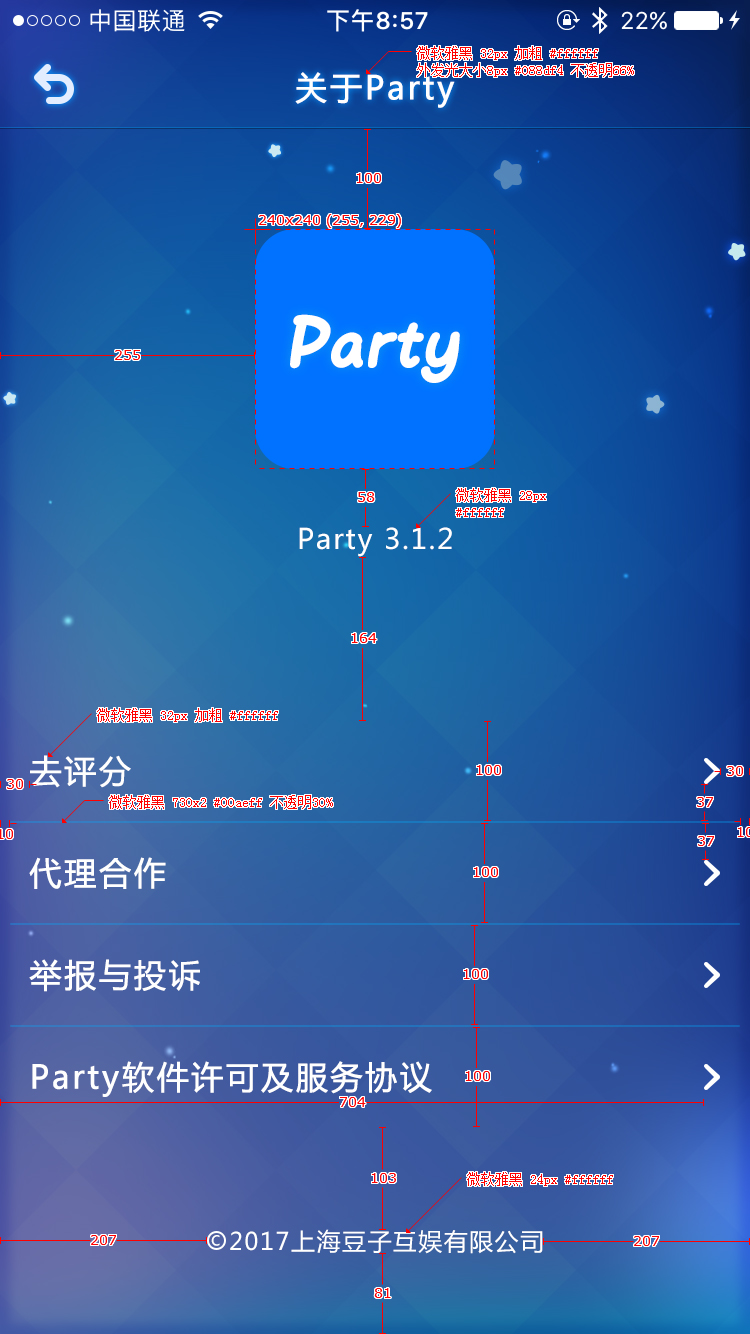 中国联通 下午8:57 22%
微软雅黑 32px 加粗 #ffffff
外发光大小8px #088df4 不透明66%
关于Party
100
240x240 (255, 229)
Party
255
58
微软雅黑 28px
#ffffff
Party 3.1.2
164
微软雅黑 32px 加粗 #ffffff
去评分
100
30
30
37
微软雅黑 730x2 #00aeff 不透明30%
10
10
37
代理合作
100
举报与投诉
100
Party软件许可及服务协议
100
704
103
微软雅黑 24px #ffffff
207
©2017上海豆子互娱有限公司
207
81